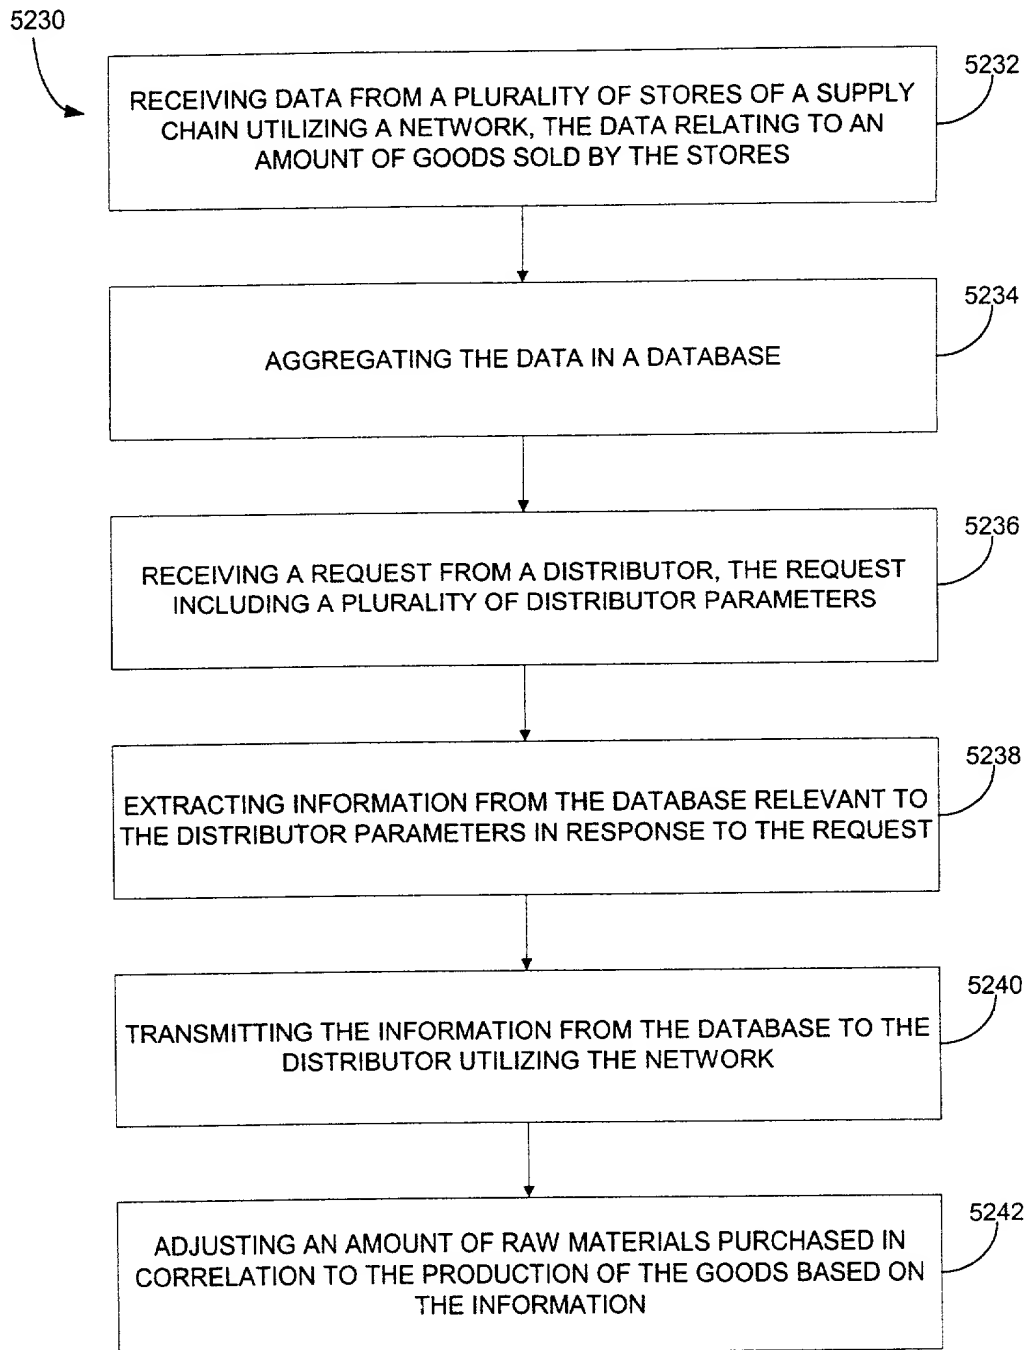 5230
RECEIVING DATA FROM A PLURALITY OF STORES OF A SUPPLY
CHAIN UTILIZING A NETWORK, THE DATA RELATING TO AN
AMOUNT OF GOODS SOLD BY THE STORES
5232
AGGREGATING THE DATA IN A DATABASE
5234
RECEIVING A REQUEST FROM A DISTRIBUTOR, THE REQUEST
INCLUDING A PLURALITY OF DISTRIBUTOR PARAMETERS
5236
EXTRACTING INFORMATION FROM THE DATABASE RELEVANT TO
THE DISTRIBUTOR PARAMETERS IN RESPONSE TO THE REQUEST
5238
TRANSMITTING THE INFORMATION FROM THE DATABASE TO THE
DISTRIBUTOR UTILIZING THE NETWORK
5240
ADJUSTING AN AMOUNT OF RAW MATERIALS PURCHASED IN
CORRELATION TO THE PRODUCTION OF THE GOODS BASED ON
THE INFORMATION
5242